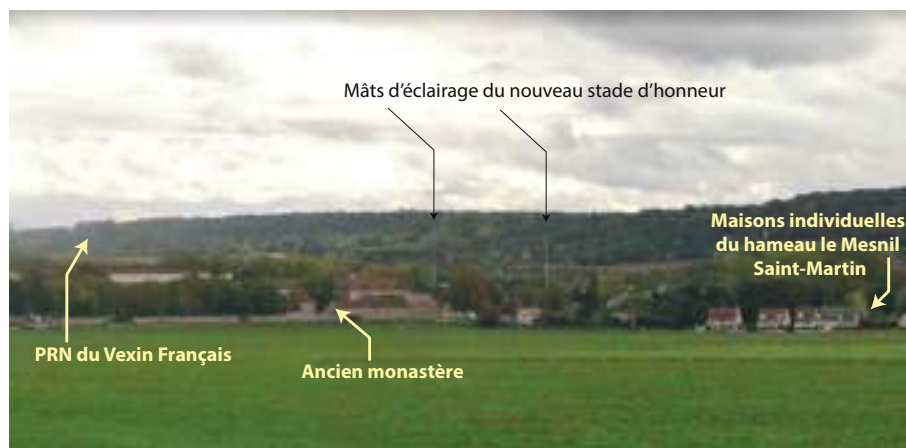 Mâts d’éclairage du nouveau stade d’honneur
Maisons individuelles
du hameau le Mesnil
Saint-Martin
PRN du Vexin Français
Ancien monastère